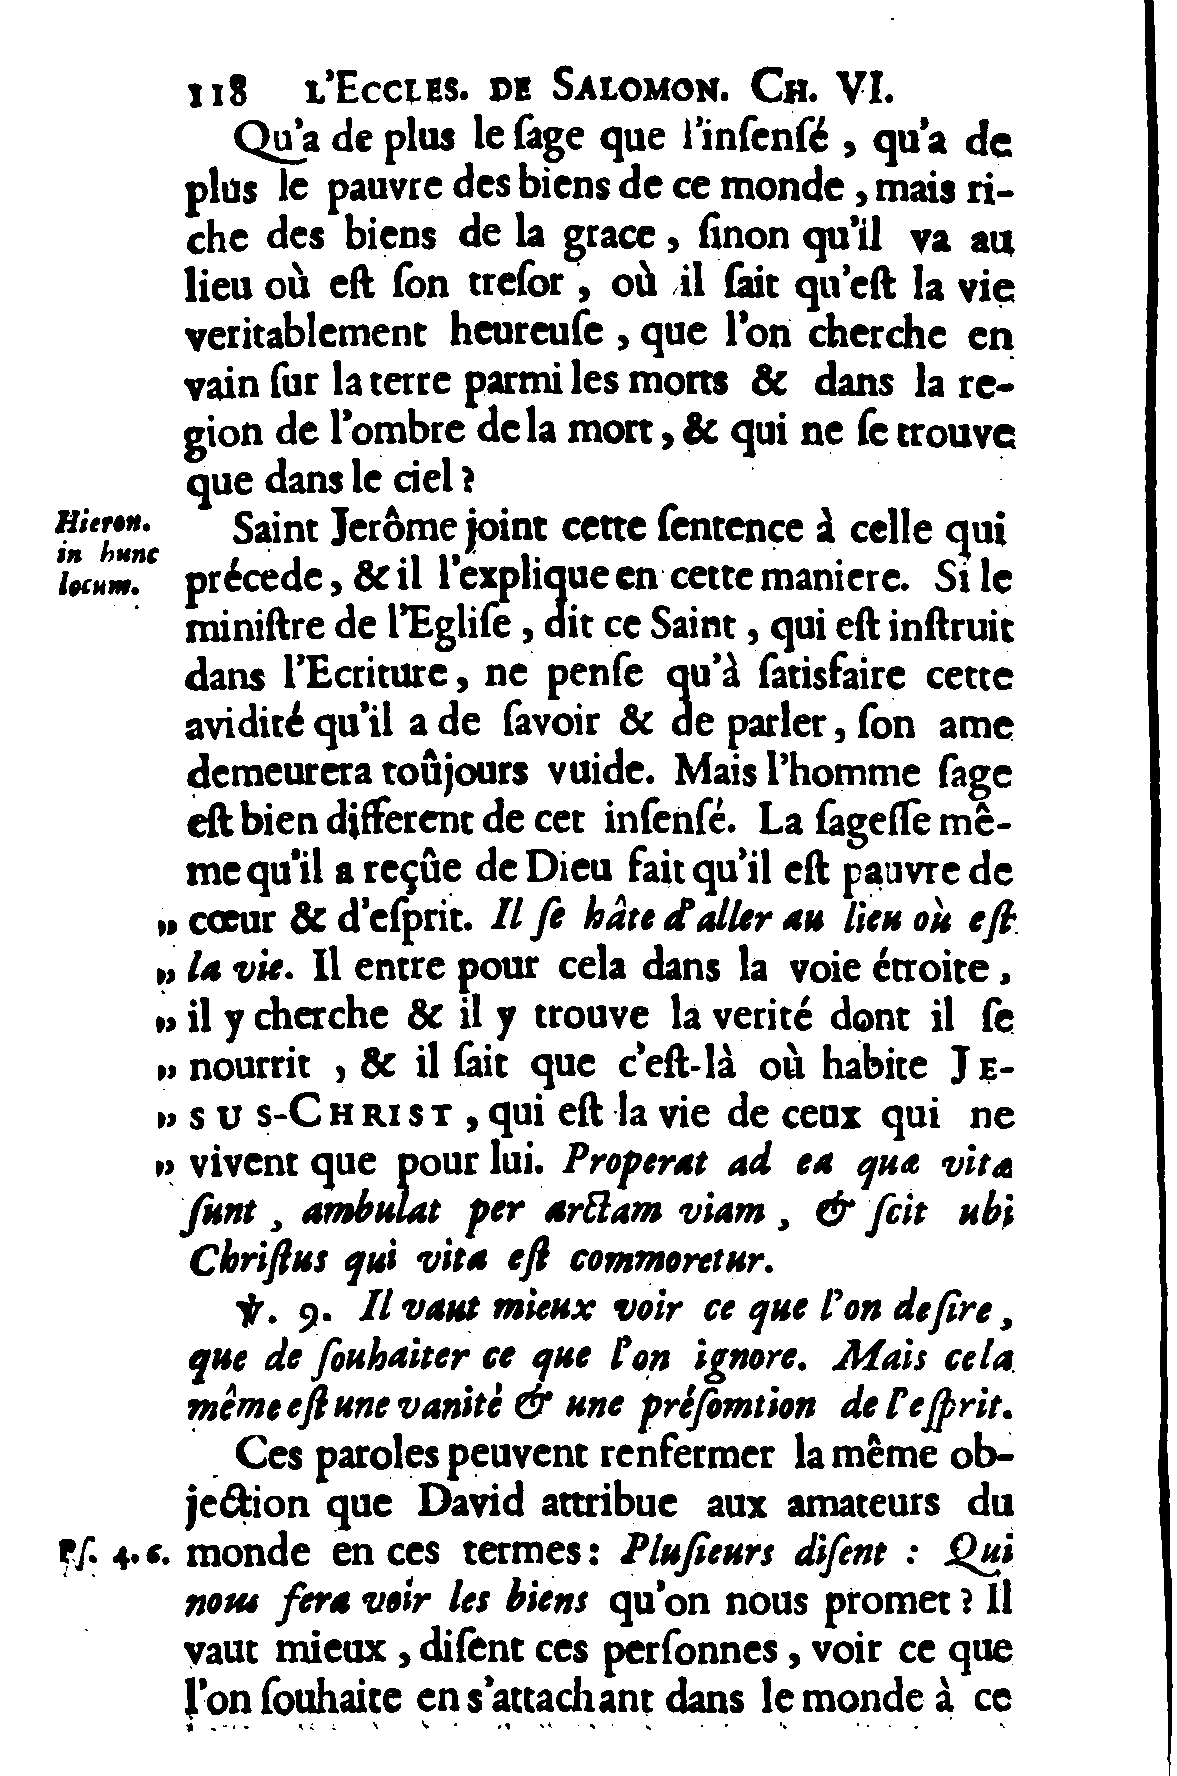 118 L'ECCLES. DE SALOMON. CH. VI.
Qu'a de plus le ſage que l'inſenſé, qu'a de
plus le pauvre des biens de ce monde, mais ri-
che des biens de la grace, ſinon qu'il va au
lieu où eſt ſon treſor, où il ſait qu'eſt la vie
veritablement heureuſe, que l'on cherche en
vain ſur la terre parmi les morts & dans la re-
gion de l'ombre de la mort, & qui ne ſe trouve
que dans le ciel?
Hieron.
in hunc
locum.
Saint Jerôme joint cette ſentence à celle qui
précede, & il l'explique en cette maniere. Si le
miniſtre de l'Egliſe, dit ce Saint, qui eſt inſtruit
dans l'Ecriture, ne penſe qu'à ſatisfaire cette
avidité qu'il a de ſavoir & de parler, ſon ame
demeurera toûjours vuide. Mais l'homme ſage
eſt bien different de cet inſenſé. La ſageſſe mê-
me qu'il a reçûe de Dieu fait qu'il eſt pauvre de
„ cœur & d'eſprit. Il ſe hâte d'aller au lieu où eſt
„ la vie. Il entre pour cela dans la voie étroite,
„ il y cherche & il y trouve la verité dont il ſe
„ nourrit, & il ſait que c'eſt-là où habite JE-
„ SUS-CHRIST, qui eſt la vie de ceux qui ne
„ vivent que pour lui. Properat ad ea quæ vitæ
ſunt, ambulat per arctam viam, & ſcit ubi
Chriſtus qui vita eſt commoretur.
℣. 9. Il vaut mieux voir ce que l'on deſire,
que de ſouhaiter ce que l'on ignore. Mais cela
même eſt une vanité & une préſomtion de l'eſprit.
Ces paroles peuvent renfermer la même ob-
jection que David attribue aux amateurs du
Pſ. 4. 6. monde en ces termes: Pluſieurs diſent : Qui
nous fera voir les biens qu'on nous promet? Il
vaut mieux, diſent ces perſonnes, voir ce que
l'on ſouhaite en s'attachant dans le monde à ce